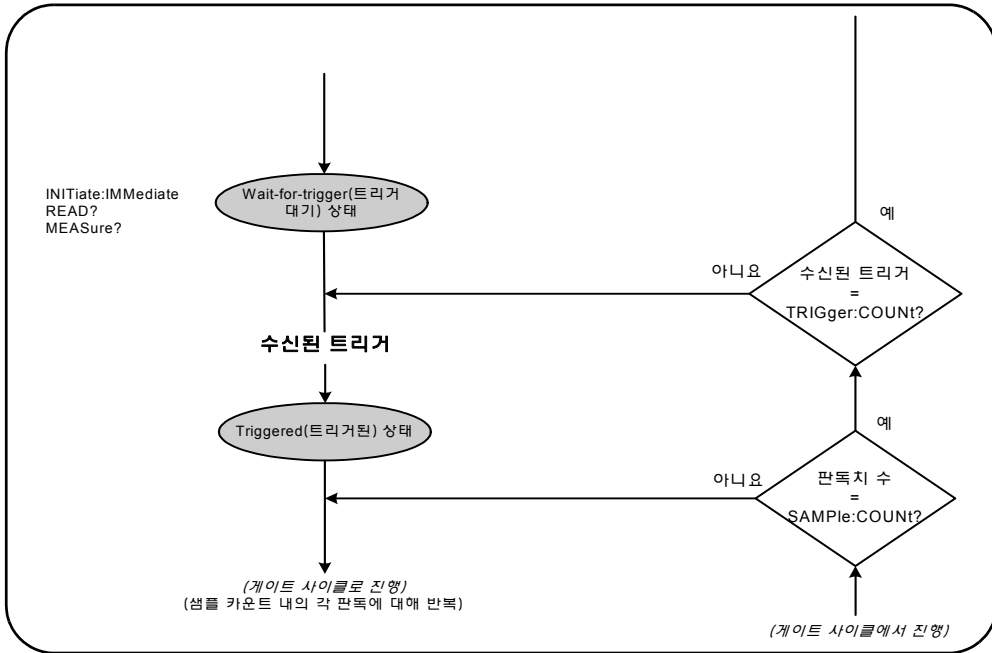 INITiate:IMMediate
READ?
MEASure?
Wait-for-trigger(트리거
대기) 상태
예
아니요
수신된 트리거
=
TRIGger:COUNt?
수신된 트리거
Triggered(트리거된) 상태
예
아니요
판독치 수
=
SAMPle:COUNt?
(게이트 사이클로 진행)
(샘플 카운트 내의 각 판독에 대해 반복)
(게이트 사이클에서 진행)